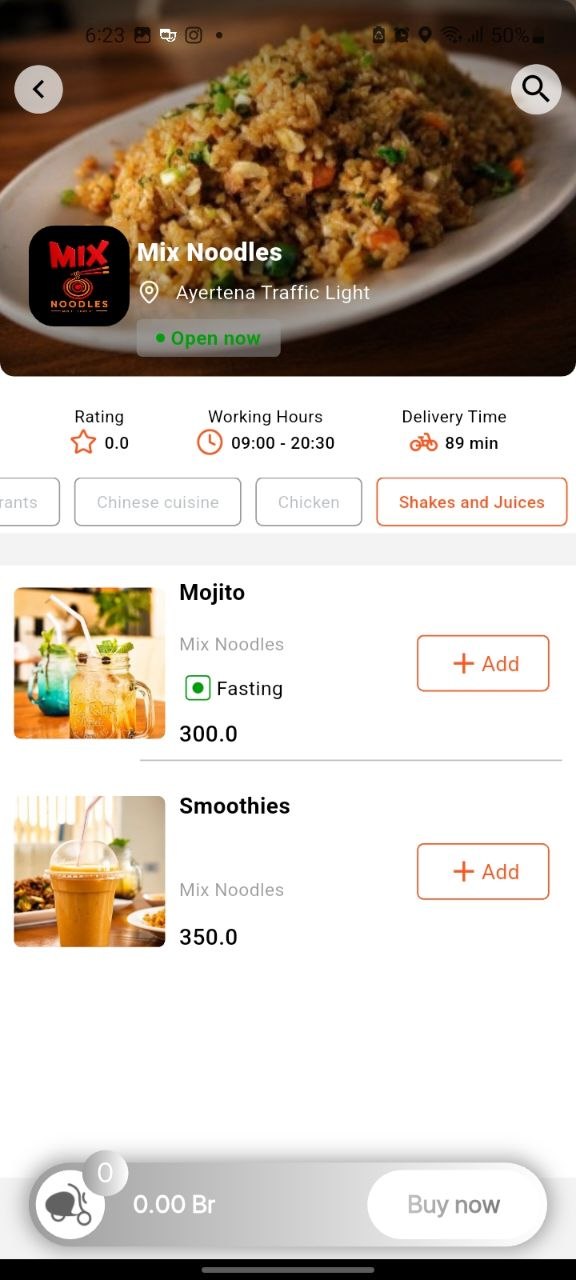 6:23
50%
MIX
NOODLES
Mix Noodles
Ayertena Traffic Light
Open now
Rating
0.0
Working Hours
09:00 - 20:30
Delivery Time
89 min
rants
Chinese cuisine
Chicken
Shakes and Juices
Mojito
Mix Noodles
Fasting
300.0
Add
Smoothies
Mix Noodles
350.0
Add
0
0.00 Br
Buy now